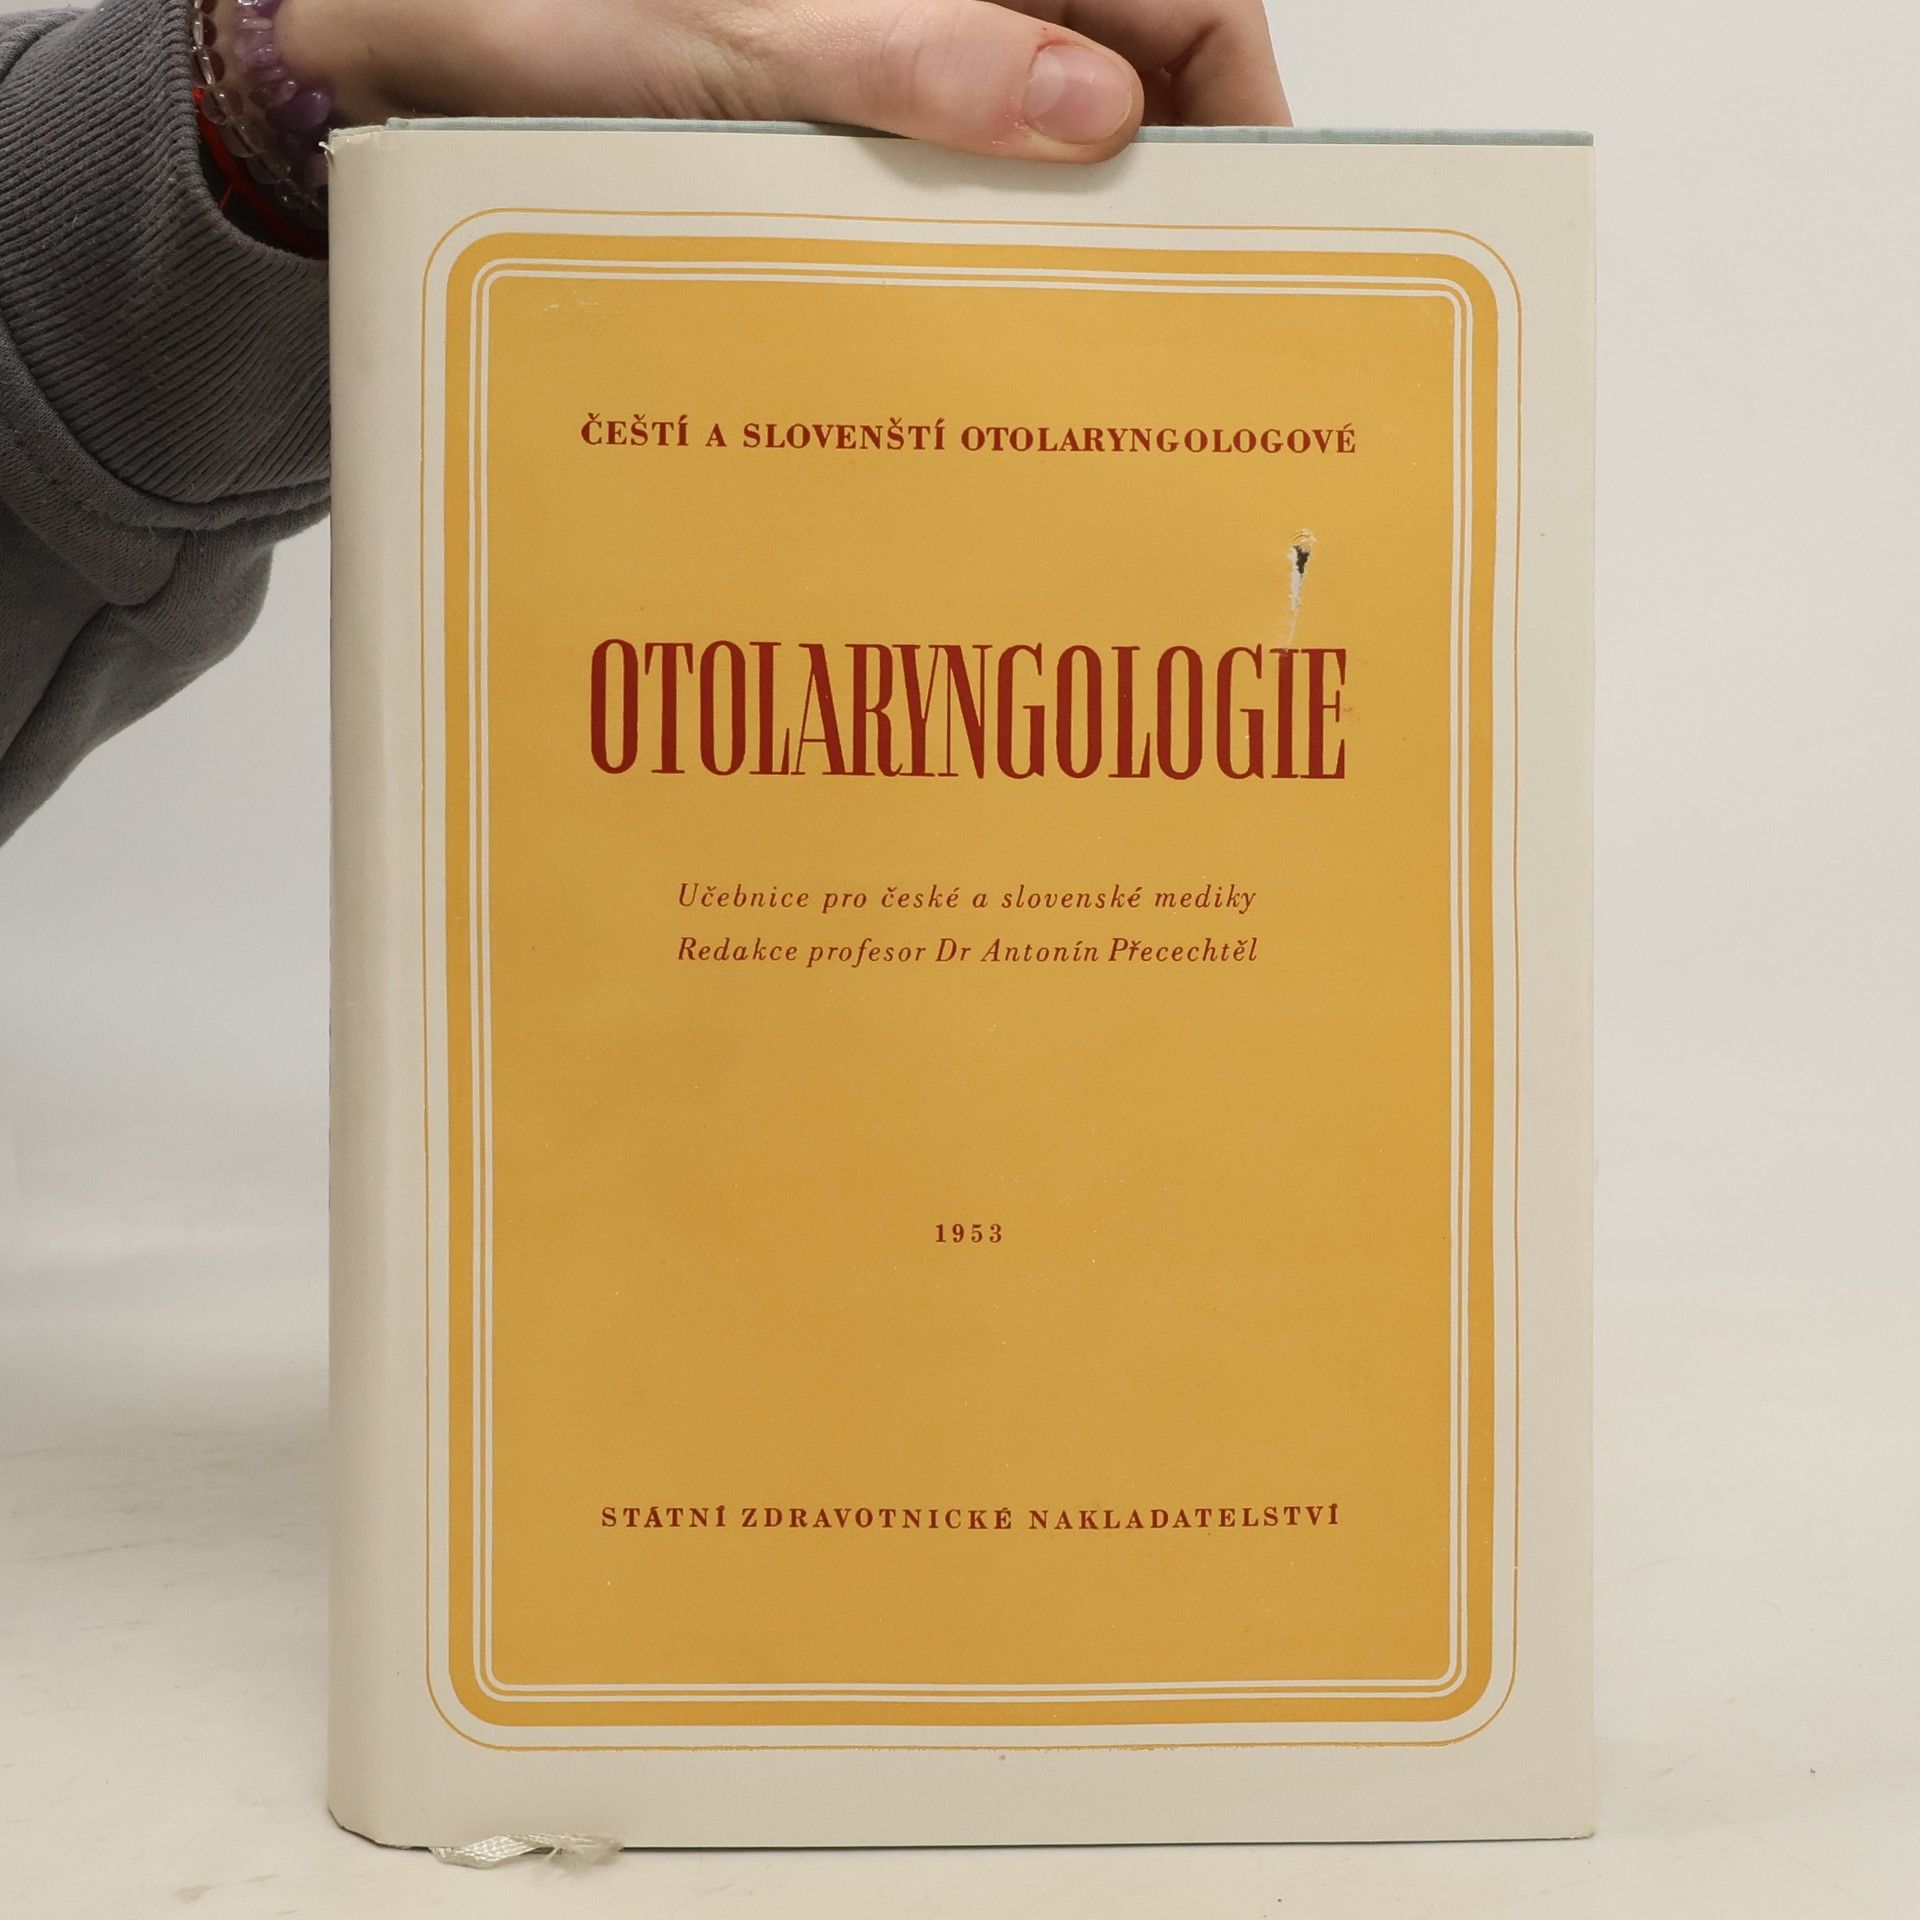 ČEŠTÍ A SLOVENŠTÍ OTOLARYNGOLOGOVÉ
OTOLARYNGOLOGIE
Učebnice pro české a slovenské mediky
Redakce profesor Dr Antonín Přecechtěl
1953
STÁTNÍ ZDRAVOTNICKÉ NAKLADATELSTVÍ